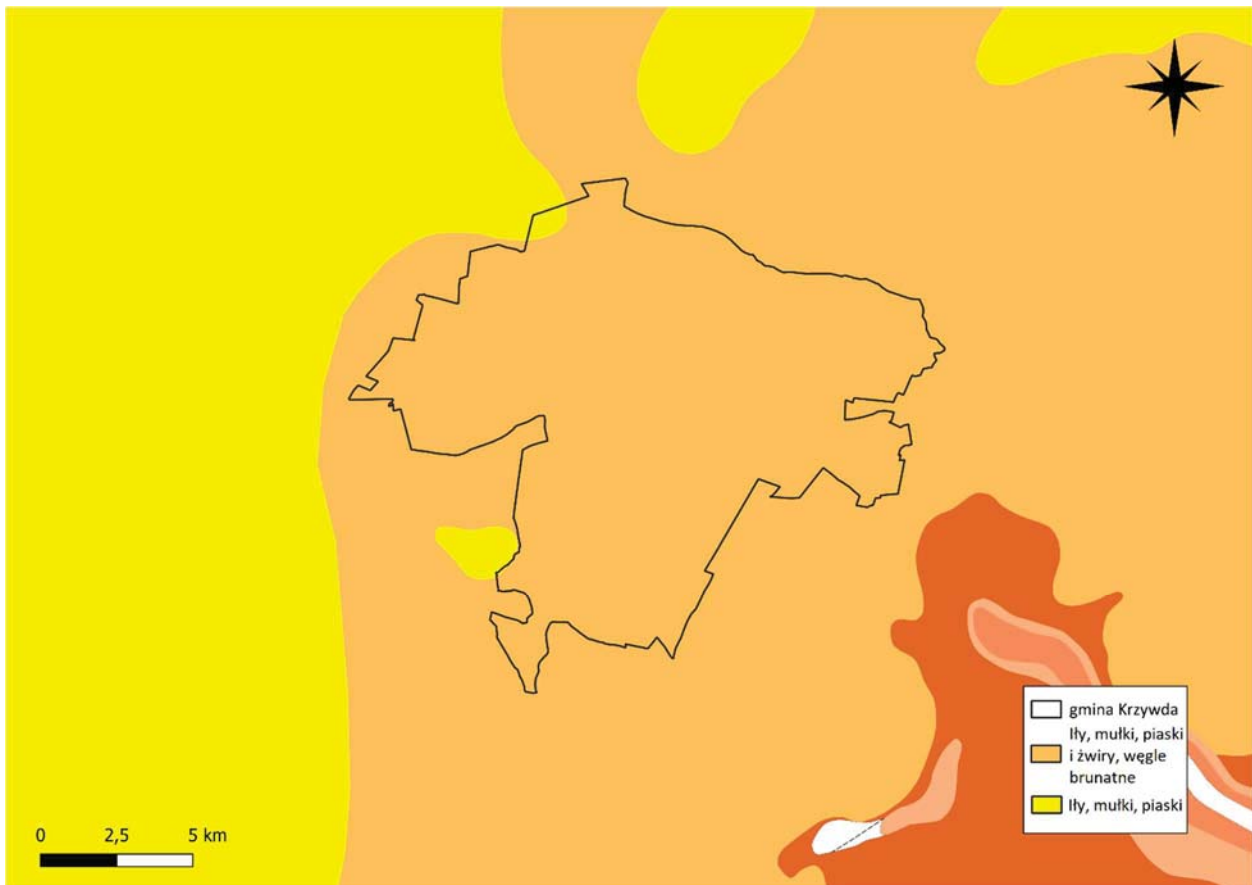 gmina Krzywda
Iły, mułki, piaski
i żwiry, węgle
brunatne
Iły, mułki, piaski
0 2,5 5 km